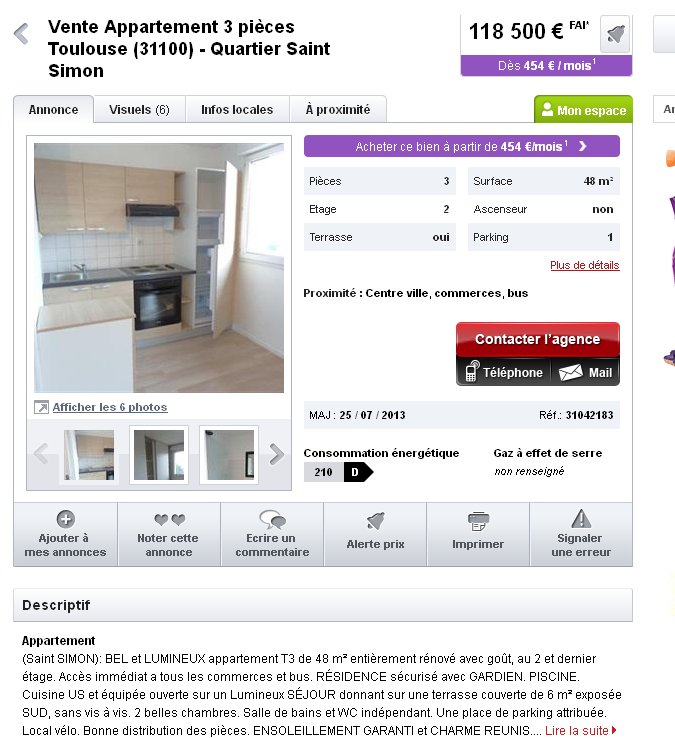 Vente Appartement 3 pièces
Toulouse (31100) - Quartier Saint
Simon
118 500 € FAI*
Dès 454 € / mois1
Annonce
Visuels (6)
Infos locales
À proximité
Mon espace
Acheter ce bien à partir de 454 €/mois1
Pièces 3
Surface 48 m²
Etage 2
Ascenseur non
Terrasse oui
Parking 1
Plus de détails
Proximité : Centre ville, commerces, bus
Contacter l'agence
Téléphone
Mail
Afficher les 6 photos
MAJ : 25 / 07 / 2013
Réf.: 31042183
Consommation énergétique
210 D
Gaz à effet de serre
non renseigné
Ajouter à
mes annonces
Noter cette
annonce
Ecrire un
commentaire
Alerte prix
Imprimer
Signaler
une erreur
Descriptif
Appartement
(Saint SIMON): BEL et LUMINEUX appartement T3 de 48 m² entièrement rénové avec goût, au 2 et dernier
étage. Accès immédiat a tous les commerces et bus. RÉSIDENCE sécurisé avec GARDIEN. PISCINE.
Cuisine US et équipée ouverte sur un Lumineux SÉJOUR donnant sur une terrasse couverte de 6 m² exposée
SUD, sans vis à vis. 2 belles chambres. Salle de bains et WC indépendant. Une place de parking attribuée.
Local vélo. Bonne distribution des pièces. ENSOLEILLEMENT GARANTI et CHARME REUNIS.... Lire la suite